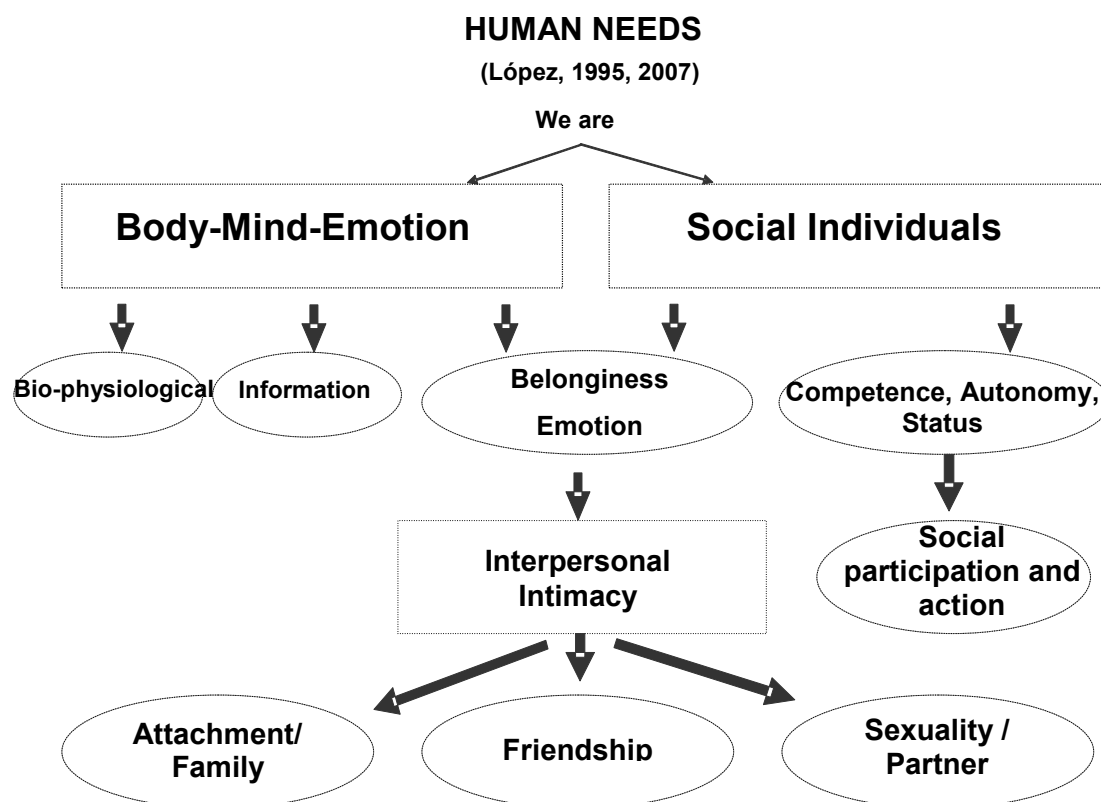 HUMAN NEEDS
(López, 1995, 2007)
We are
Body-Mind-Emotion
Social Individuals
Bio-physiological
Information
Belonginess
Emotion
Competence, Autonomy,
Status
Interpersonal
Intimacy
Social
participation and
action
Attachment/
Family
Friendship
Sexuality /
Partner